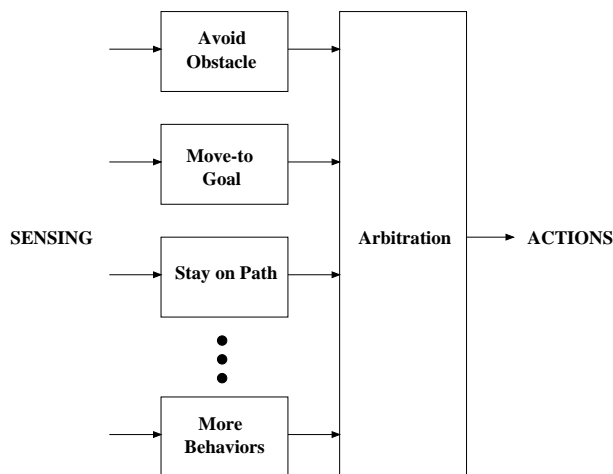 Avoid
Obstacle
Move-to
Goal
SENSING
Arbitration
ACTIONS
Stay on Path
More
Behaviors